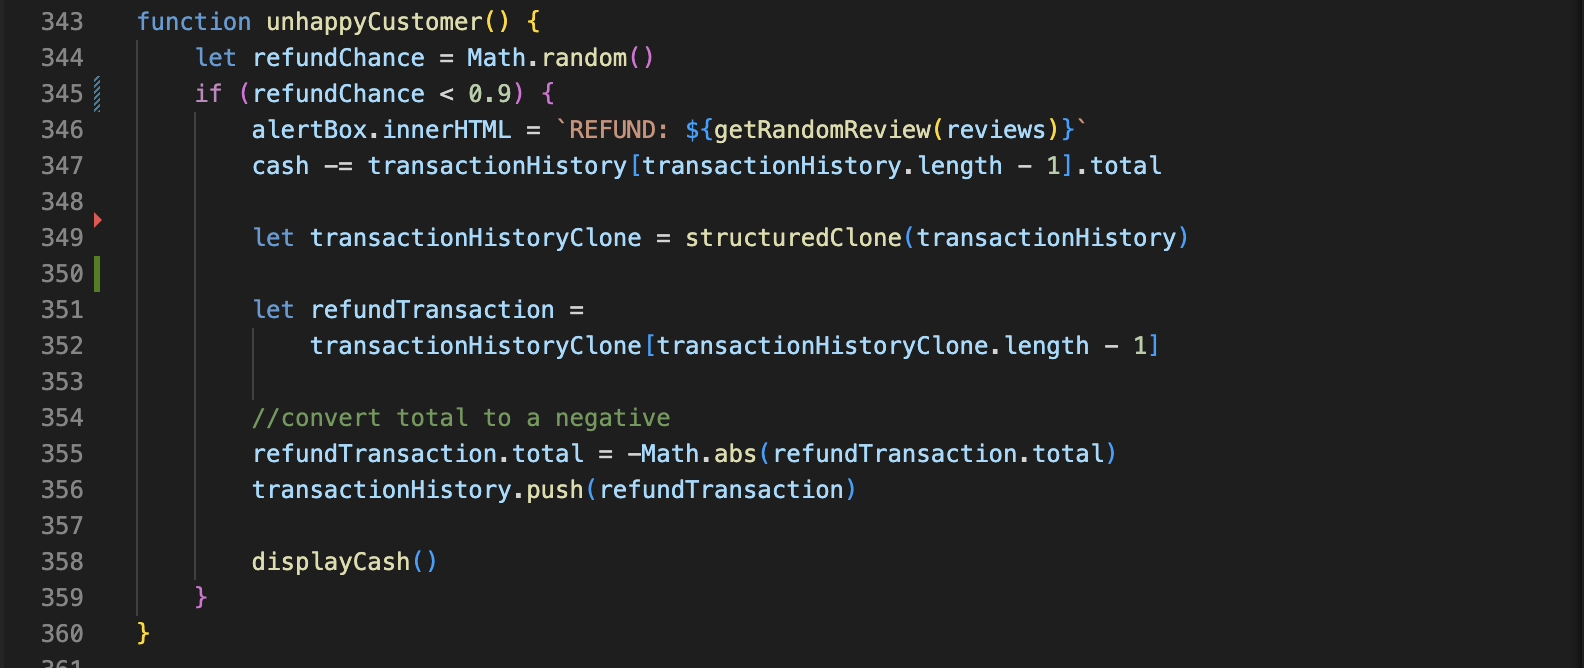 343 function unhappyCustomer() {
344 let refundChance = Math.random()
345 if (refundChance < 0.9) {
346 alertBox.innerHTML = `REFUND: ${getRandomReview(reviews)}`
347 cash -= transactionHistory[transactionHistory.length - 1].total
348
349 let transactionHistoryClone = structuredClone(transactionHistory)
350
351 let refundTransaction =
352 transactionHistoryClone[transactionHistoryClone.length - 1]
353
354 //convert total to a negative
355 refundTransaction.total = -Math.abs(refundTransaction.total)
356 transactionHistory.push(refundTransaction)
357
358 displayCash()
359 }
360 }
361